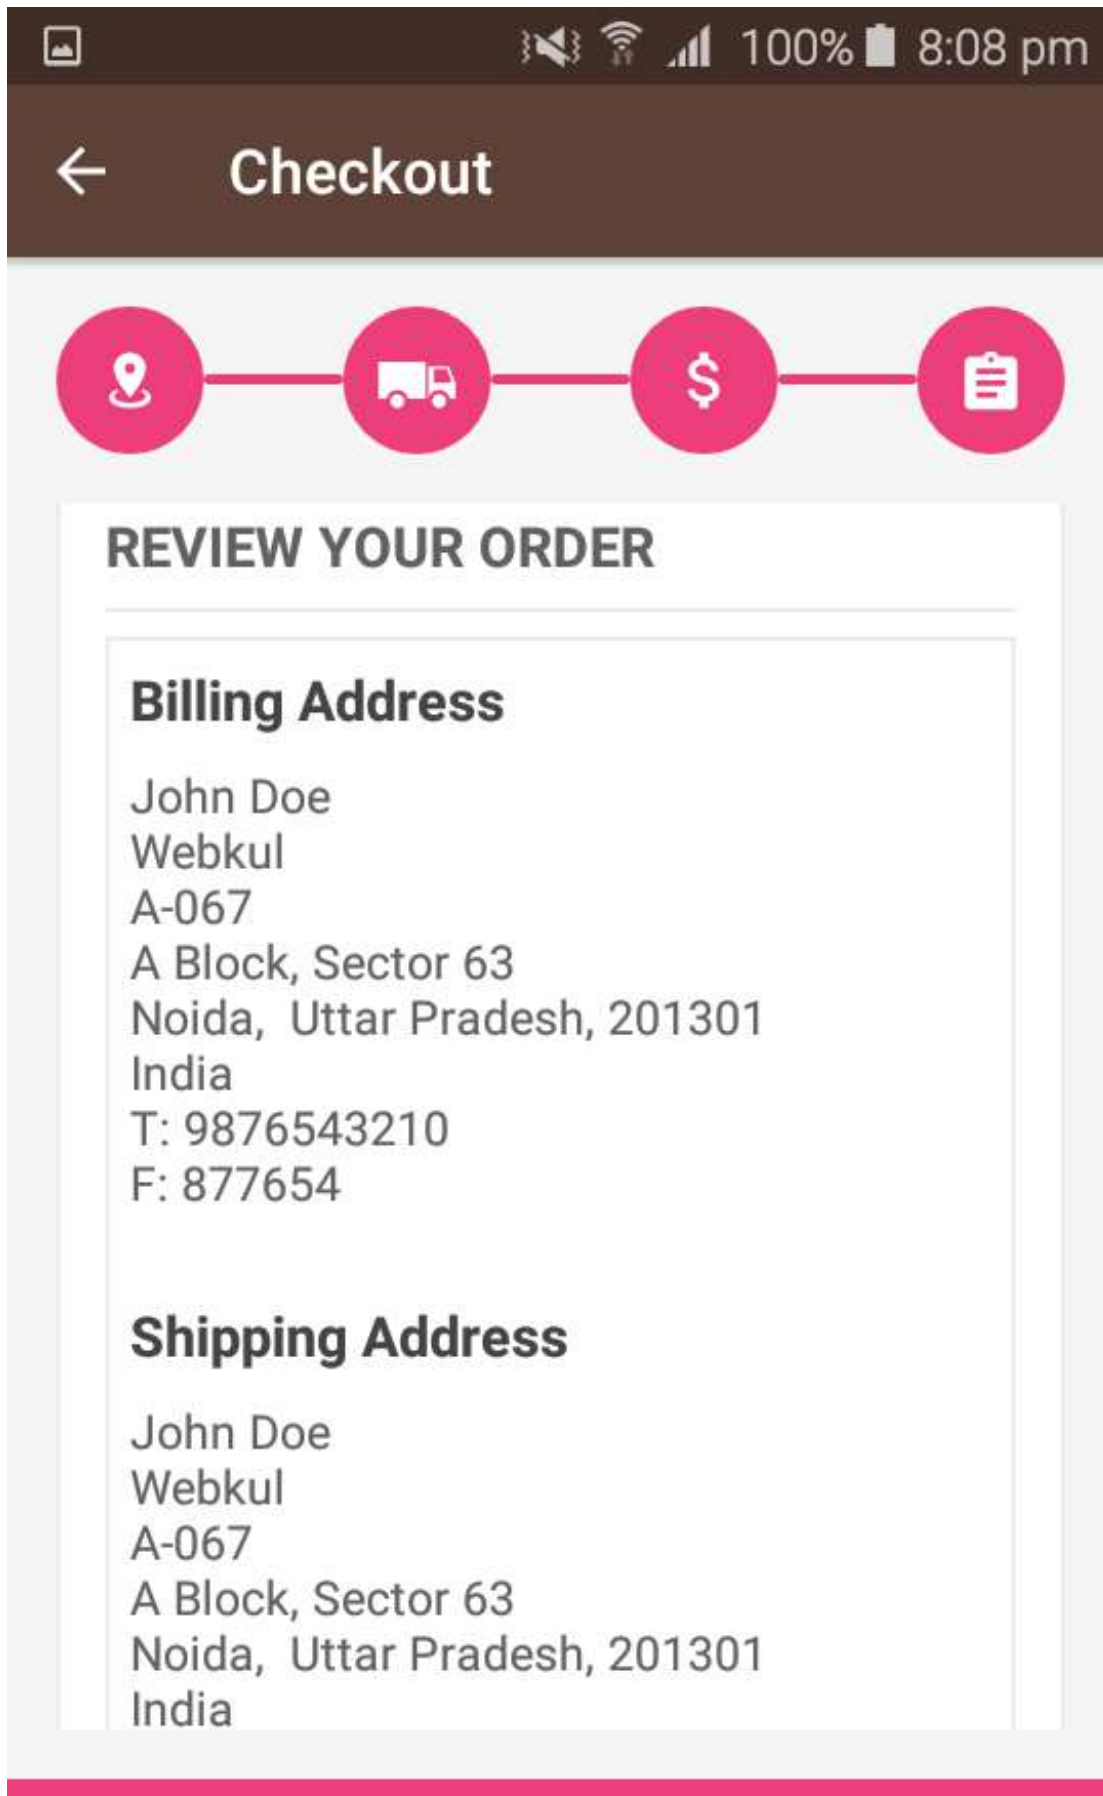 100% 8:08 pm
Checkout
$
REVIEW YOUR ORDER
Billing Address
John Doe
Webkul
A-067
A Block, Sector 63
Noida,  Uttar Pradesh, 201301
India
T: 9876543210
F: 877654
Shipping Address
John Doe
Webkul
A-067
A Block, Sector 63
Noida,  Uttar Pradesh, 201301
India